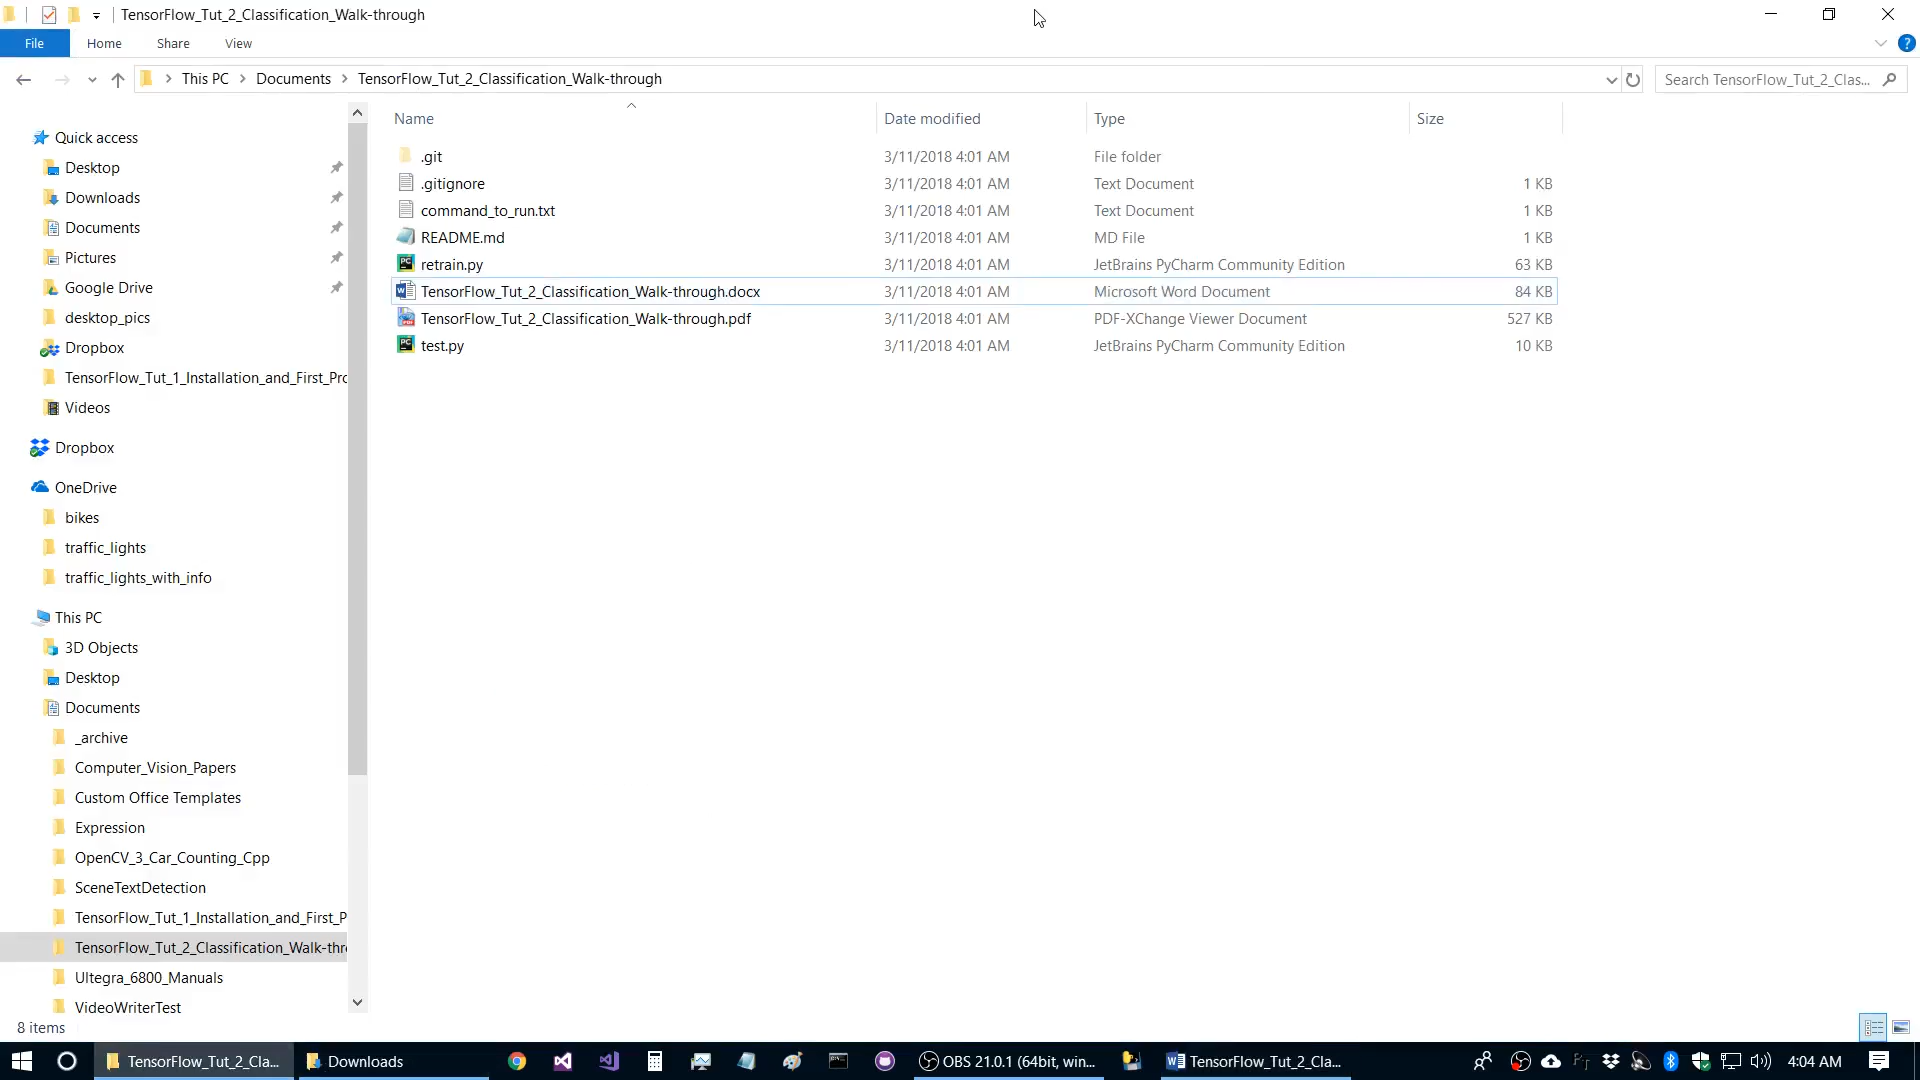 TensorFlow_Tut_2_Classification_Walk-through
File Home Share View
This PC Documents TensorFlow_Tut_2_Classification_Walk-through Search TensorFlow_Tut_2_Clas...
Name Date modified Type Size
.git 3/11/2018 4:01 AM File folder
.gitignore 3/11/2018 4:01 AM Text Document 1 KB
command_to_run.txt 3/11/2018 4:01 AM Text Document 1 KB
README.md 3/11/2018 4:01 AM MD File 1 KB
retrain.py 3/11/2018 4:01 AM JetBrains PyCharm Community Edition 63 KB
TensorFlow_Tut_2_Classification_Walk-through.docx 3/11/2018 4:01 AM Microsoft Word Document 84 KB
TensorFlow_Tut_2_Classification_Walk-through.pdf 3/11/2018 4:01 AM PDF-XChange Viewer Document 527 KB
test.py 3/11/2018 4:01 AM JetBrains PyCharm Community Edition 10 KB
Quick access
Desktop
Downloads
Documents
Pictures
Google Drive
desktop_pics
Dropbox
TensorFlow_Tut_1_Installation_and_First_Prc
Videos
Dropbox
OneDrive
bikes
traffic_lights
traffic_lights_with_info
This PC
3D Objects
Desktop
Documents
_archive
Computer_Vision_Papers
Custom Office Templates
Expression
OpenCV_3_Car_Counting_Cpp
SceneTextDetection
TensorFlow_Tut_1_Installation_and_First_P
TensorFlow_Tut_2_Classification_Walk-thr
Ultegra_6800_Manuals
VideoWriterTest
8 items
TensorFlow_Tut_2_Cla... Downloads OBS 21.0.1 (64bit, win... TensorFlow_Tut_2_Cla... 4:04 AM